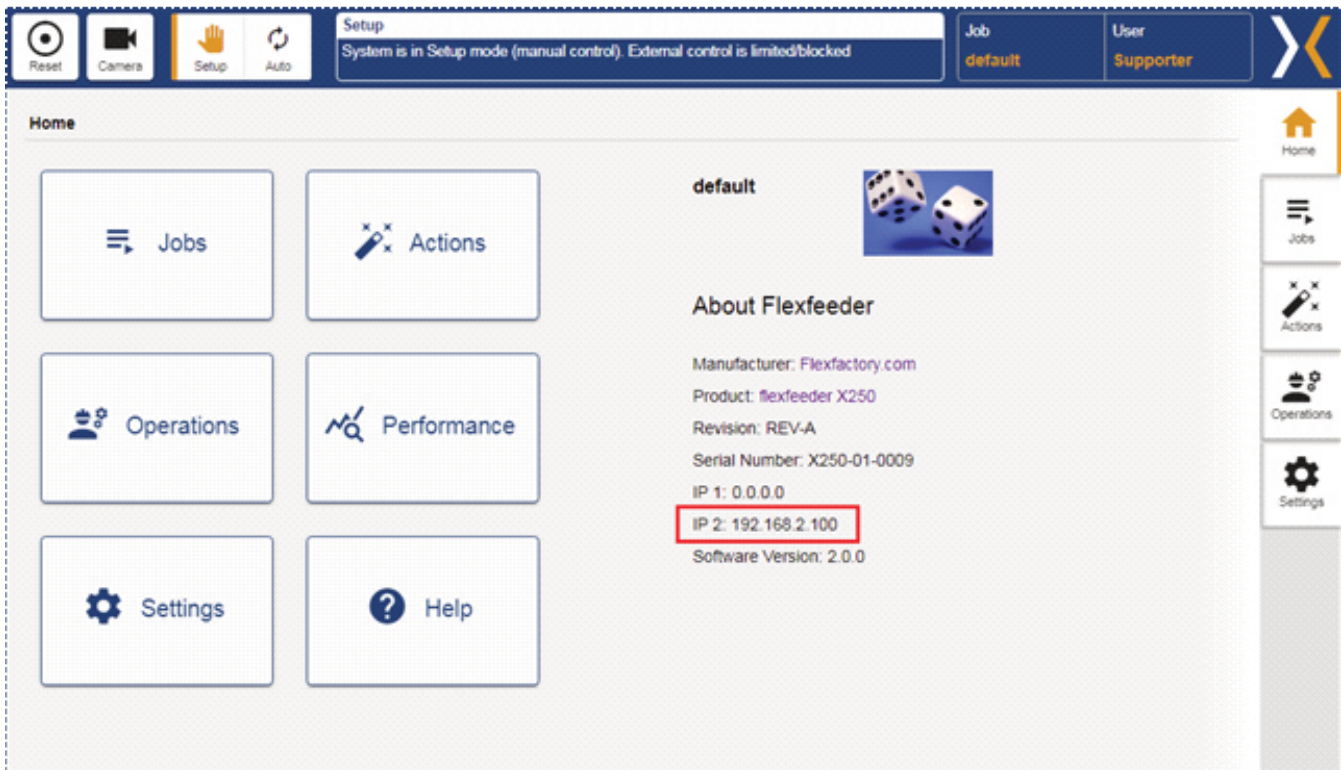 Reset
Camera
Setup
Auto
Setup
System is in Setup mode (manual control). External control is limited/blocked
Job
default
User
Supporter
Home
Jobs
Actions
Operations
Performance
Settings
Help
default
About Flexfeeder
Manufacturer: Flexfactory.com
Product: flexfeeder X250
Revision: REV-A
Serial Number: X250-01-0009
IP 1: 0.0.0.0
IP 2: 192.168.2.100
Software Version: 2.0.0
Home
Jobs
Actions
Operations
Settings